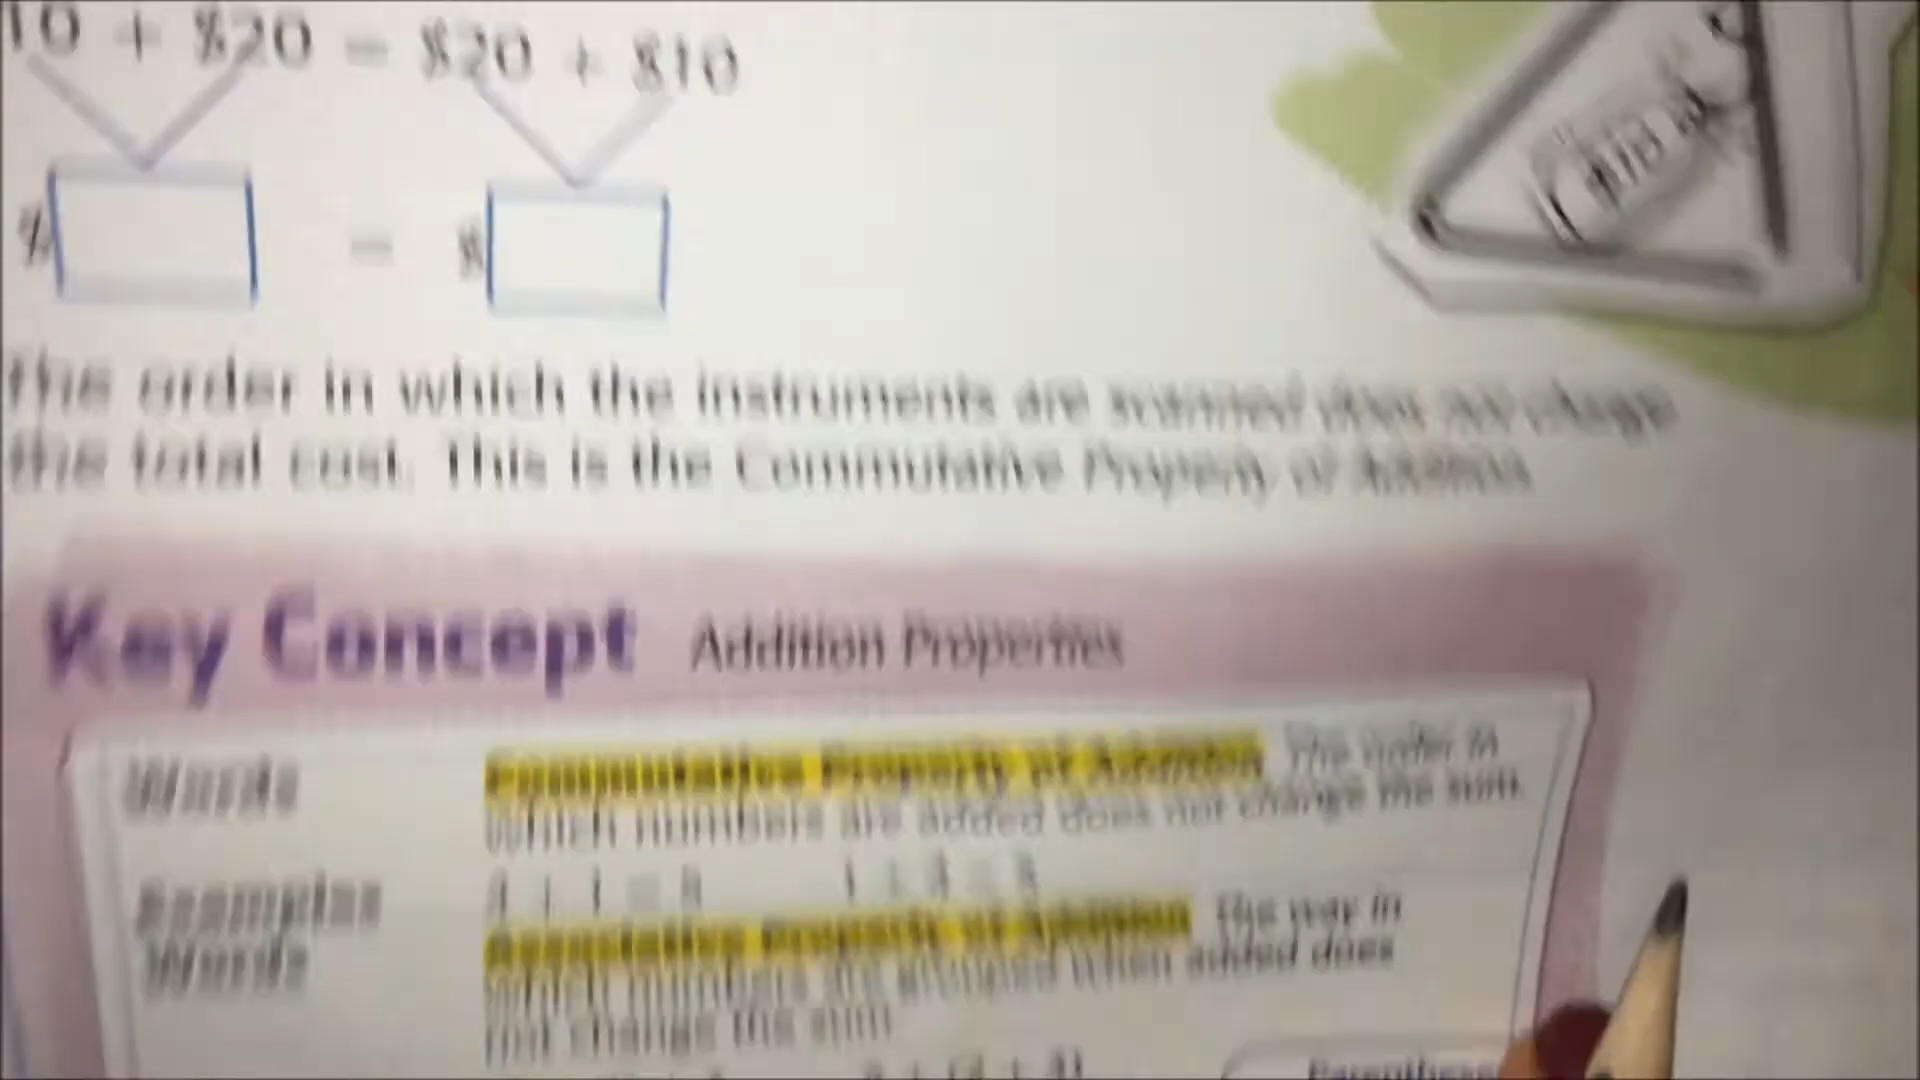 10 + $20 = $20 + $10
$ = $
the order in which the instruments are scanned does not change
the total cost. This is the Commutative Property of Addition.
Key Concept Addition Properties
Words Commutative Property of Addition The order in
which numbers are added does not change the sum.
Examples
Words Associative Property of Addition The way in
which numbers are grouped when added does
not change the sum.
Parentheses